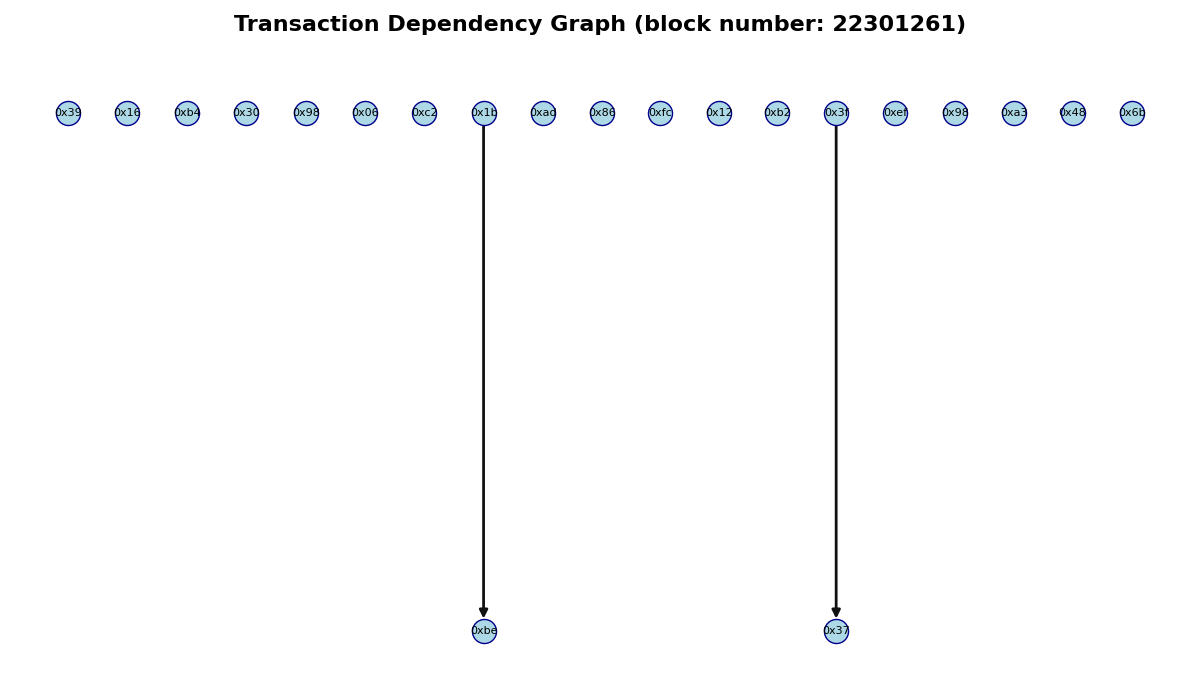 Transaction Dependency Graph (block number: 22301261)
0x39 0x16 0xb4 0x30 0x98 0x06 0xc2 0x1b 0xad 0x86 0xfc 0x12 0xb2 0x3f 0xef 0x98 0xa3 0x48 0x6b
0xbe 0x37